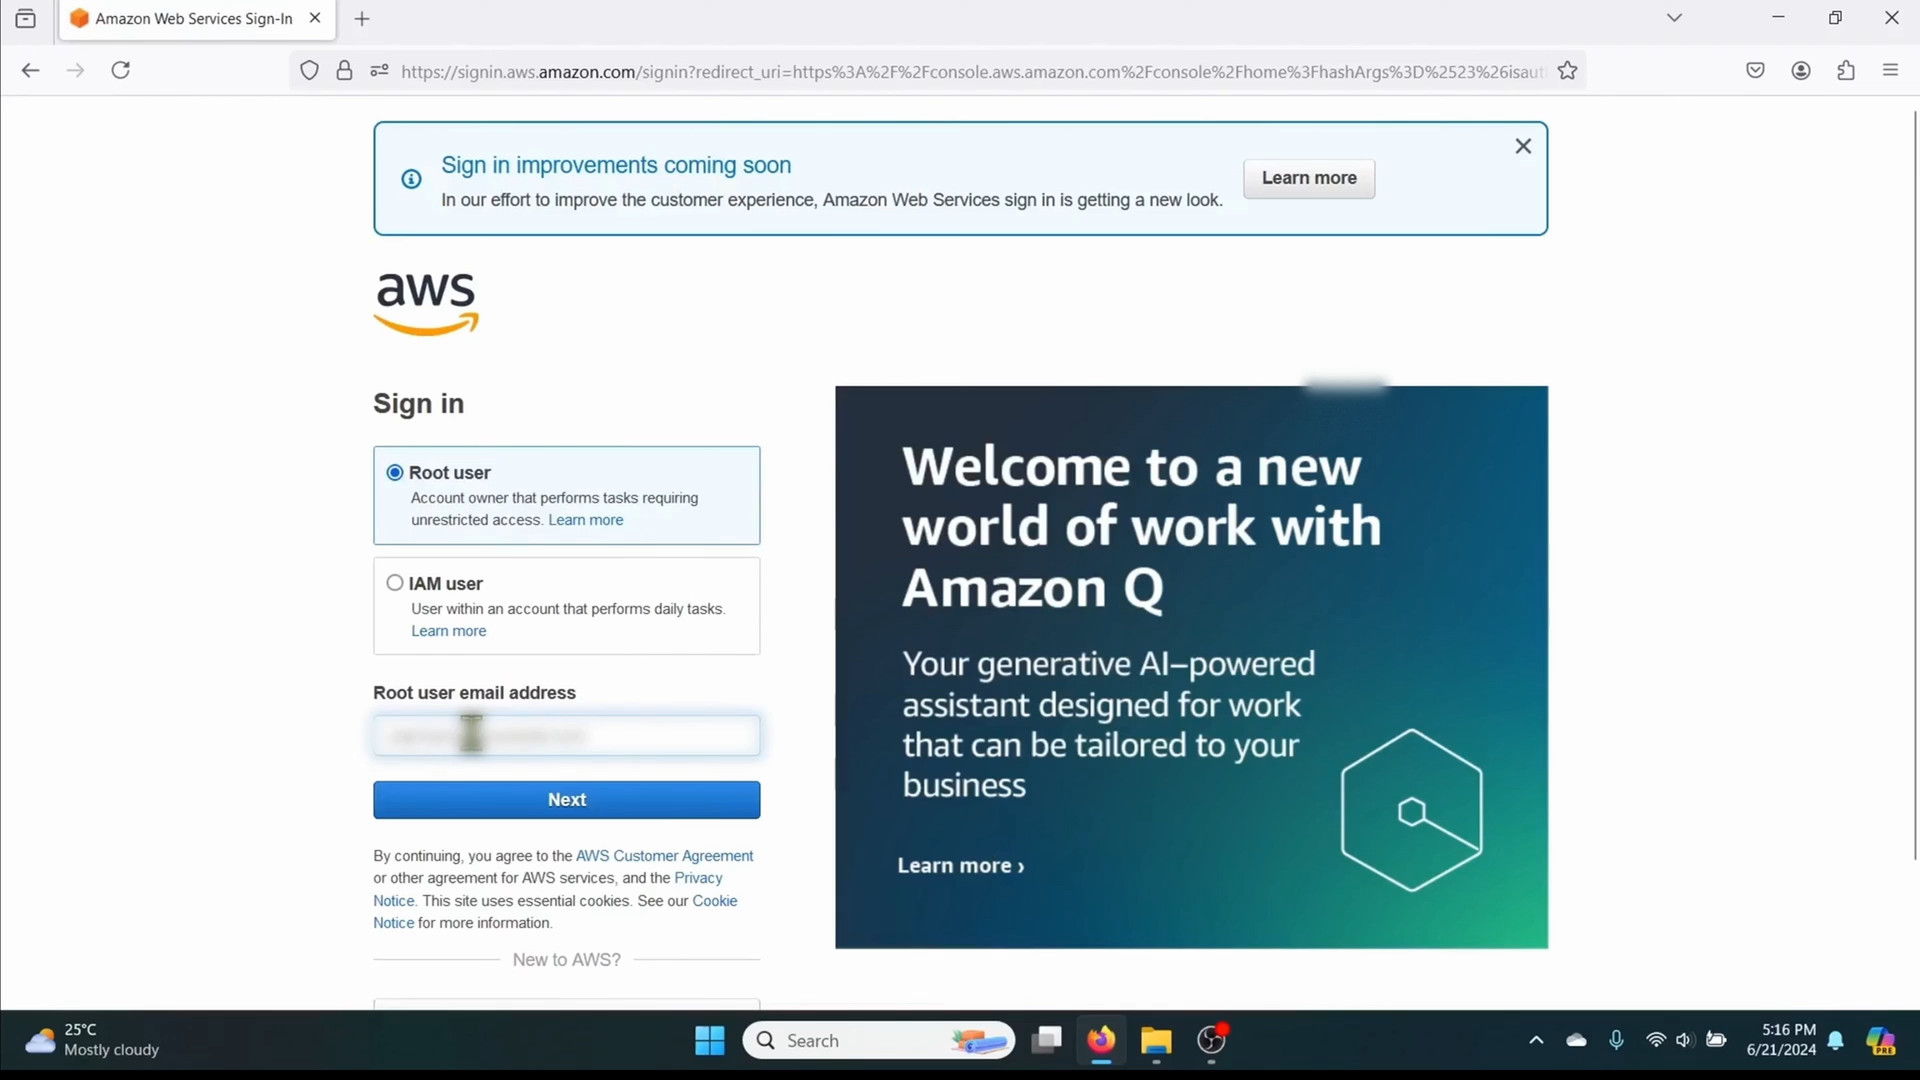 Amazon Web Services Sign-In
https://signin.aws.amazon.com/signin?redirect_uri=https%3A%2F%2Fconsole.aws.amazon.com%2Fconsole%2Fhome%3FhashArgs%3D%2523%26isaut
Sign in improvements coming soon
In our effort to improve the customer experience, Amazon Web Services sign in is getting a new look.
Learn more
aws
Sign in
Root user
Account owner that performs tasks requiring
unrestricted access. Learn more
IAM user
User within an account that performs daily tasks.
Learn more
Root user email address
Next
By continuing, you agree to the AWS Customer Agreement
or other agreement for AWS services, and the Privacy
Notice. This site uses essential cookies. See our Cookie
Notice for more information.
New to AWS?
Welcome to a new
world of work with
Amazon Q
Your generative AI–powered
assistant designed for work
that can be tailored to your
business
Learn more ›
25°C
Mostly cloudy
Search
5:16 PM
6/21/2024
PRE